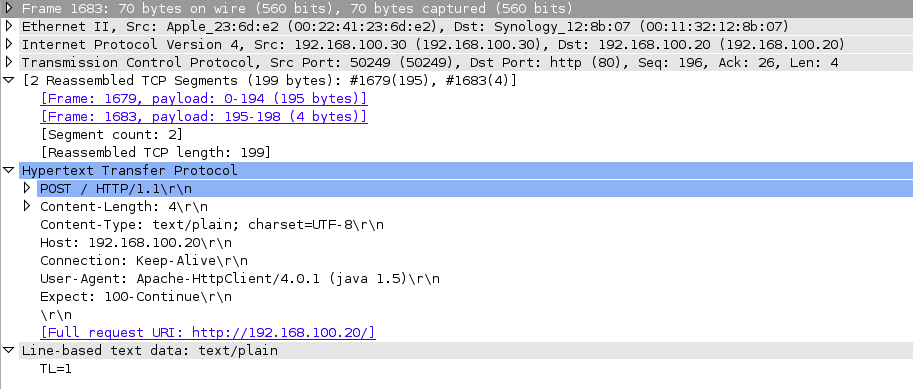 Frame 1683: 70 bytes on wire (560 bits), 70 bytes captured (560 bits)
Ethernet II, Src: Apple_23:6d:e2 (00:22:41:23:6d:e2), Dst: Synology_12:8b:07 (00:11:32:12:8b:07)
Internet Protocol Version 4, Src: 192.168.100.30 (192.168.100.30), Dst: 192.168.100.20 (192.168.100.20)
Transmission Control Protocol, Src Port: 50249 (50249), Dst Port: http (80), Seq: 196, Ack: 26, Len: 4
[2 Reassembled TCP Segments (199 bytes): #1679(195), #1683(4)]
[Frame: 1679, payload: 0-194 (195 bytes)]
[Frame: 1683, payload: 195-198 (4 bytes)]
[Segment count: 2]
[Reassembled TCP length: 199]
Hypertext Transfer Protocol
POST / HTTP/1.1\r\n
Content-Length: 4\r\n
Content-Type: text/plain; charset=UTF-8\r\n
Host: 192.168.100.20\r\n
Connection: Keep-Alive\r\n
User-Agent: Apache-HttpClient/4.0.1 (java 1.5)\r\n
Expect: 100-Continue\r\n
\r\n
[Full request URI: http://192.168.100.20/]
Line-based text data: text/plain
TL=1